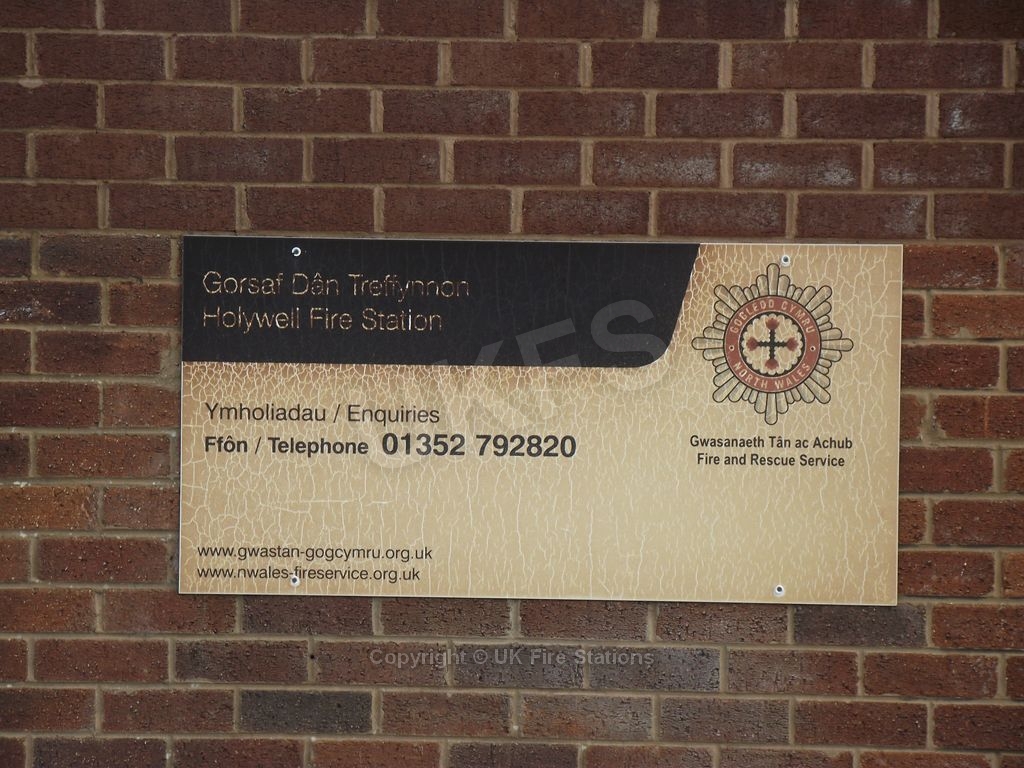 Gorsaf Dân Treffynnon
Holywell Fire Station
UKFS
Ymholiadau / Enquiries
Ffôn / Telephone 01352 792820
GOGLEDD CYMRU
NORTH WALES
Gwasanaeth Tân ac Achub
Fire and Rescue Service
www.gwastan-gogcymru.org.uk
www.nwales-fireservice.org.uk
Copyright © UK Fire Stations